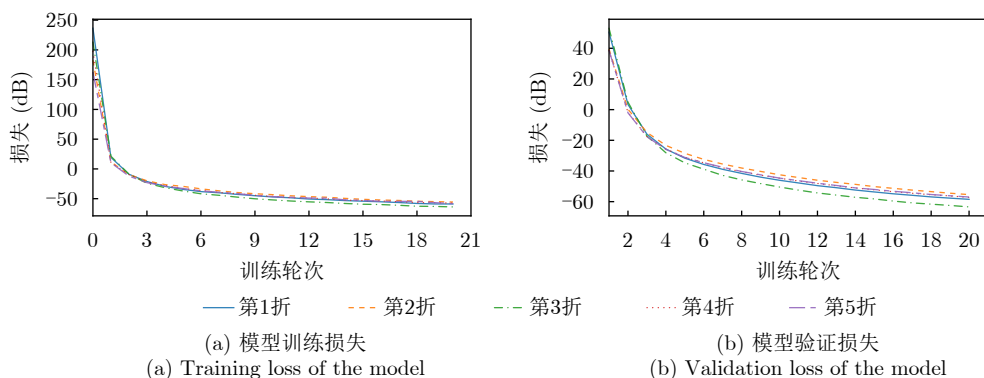 250
200
150
100
50
0
−50
损失 (dB)
0 3 6 9 12 15 18 21
训练轮次
40
20
0
−20
−40
−60
损失 (dB)
2 4 6 8 10 12 14 16 18 20
训练轮次
第1折 第2折 第3折 第4折 第5折
(a) 模型训练损失
(a) Training loss of the model
(b) 模型验证损失
(b) Validation loss of the model